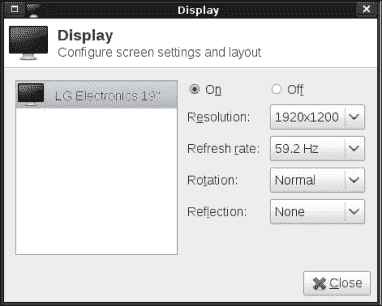 Display
Display
Configure screen settings and layout
LG Electronics 19"
On
Off
Resolution: 1920x1200
Refresh rate: 59.2 Hz
Rotation: Normal
Reflection: None
Close